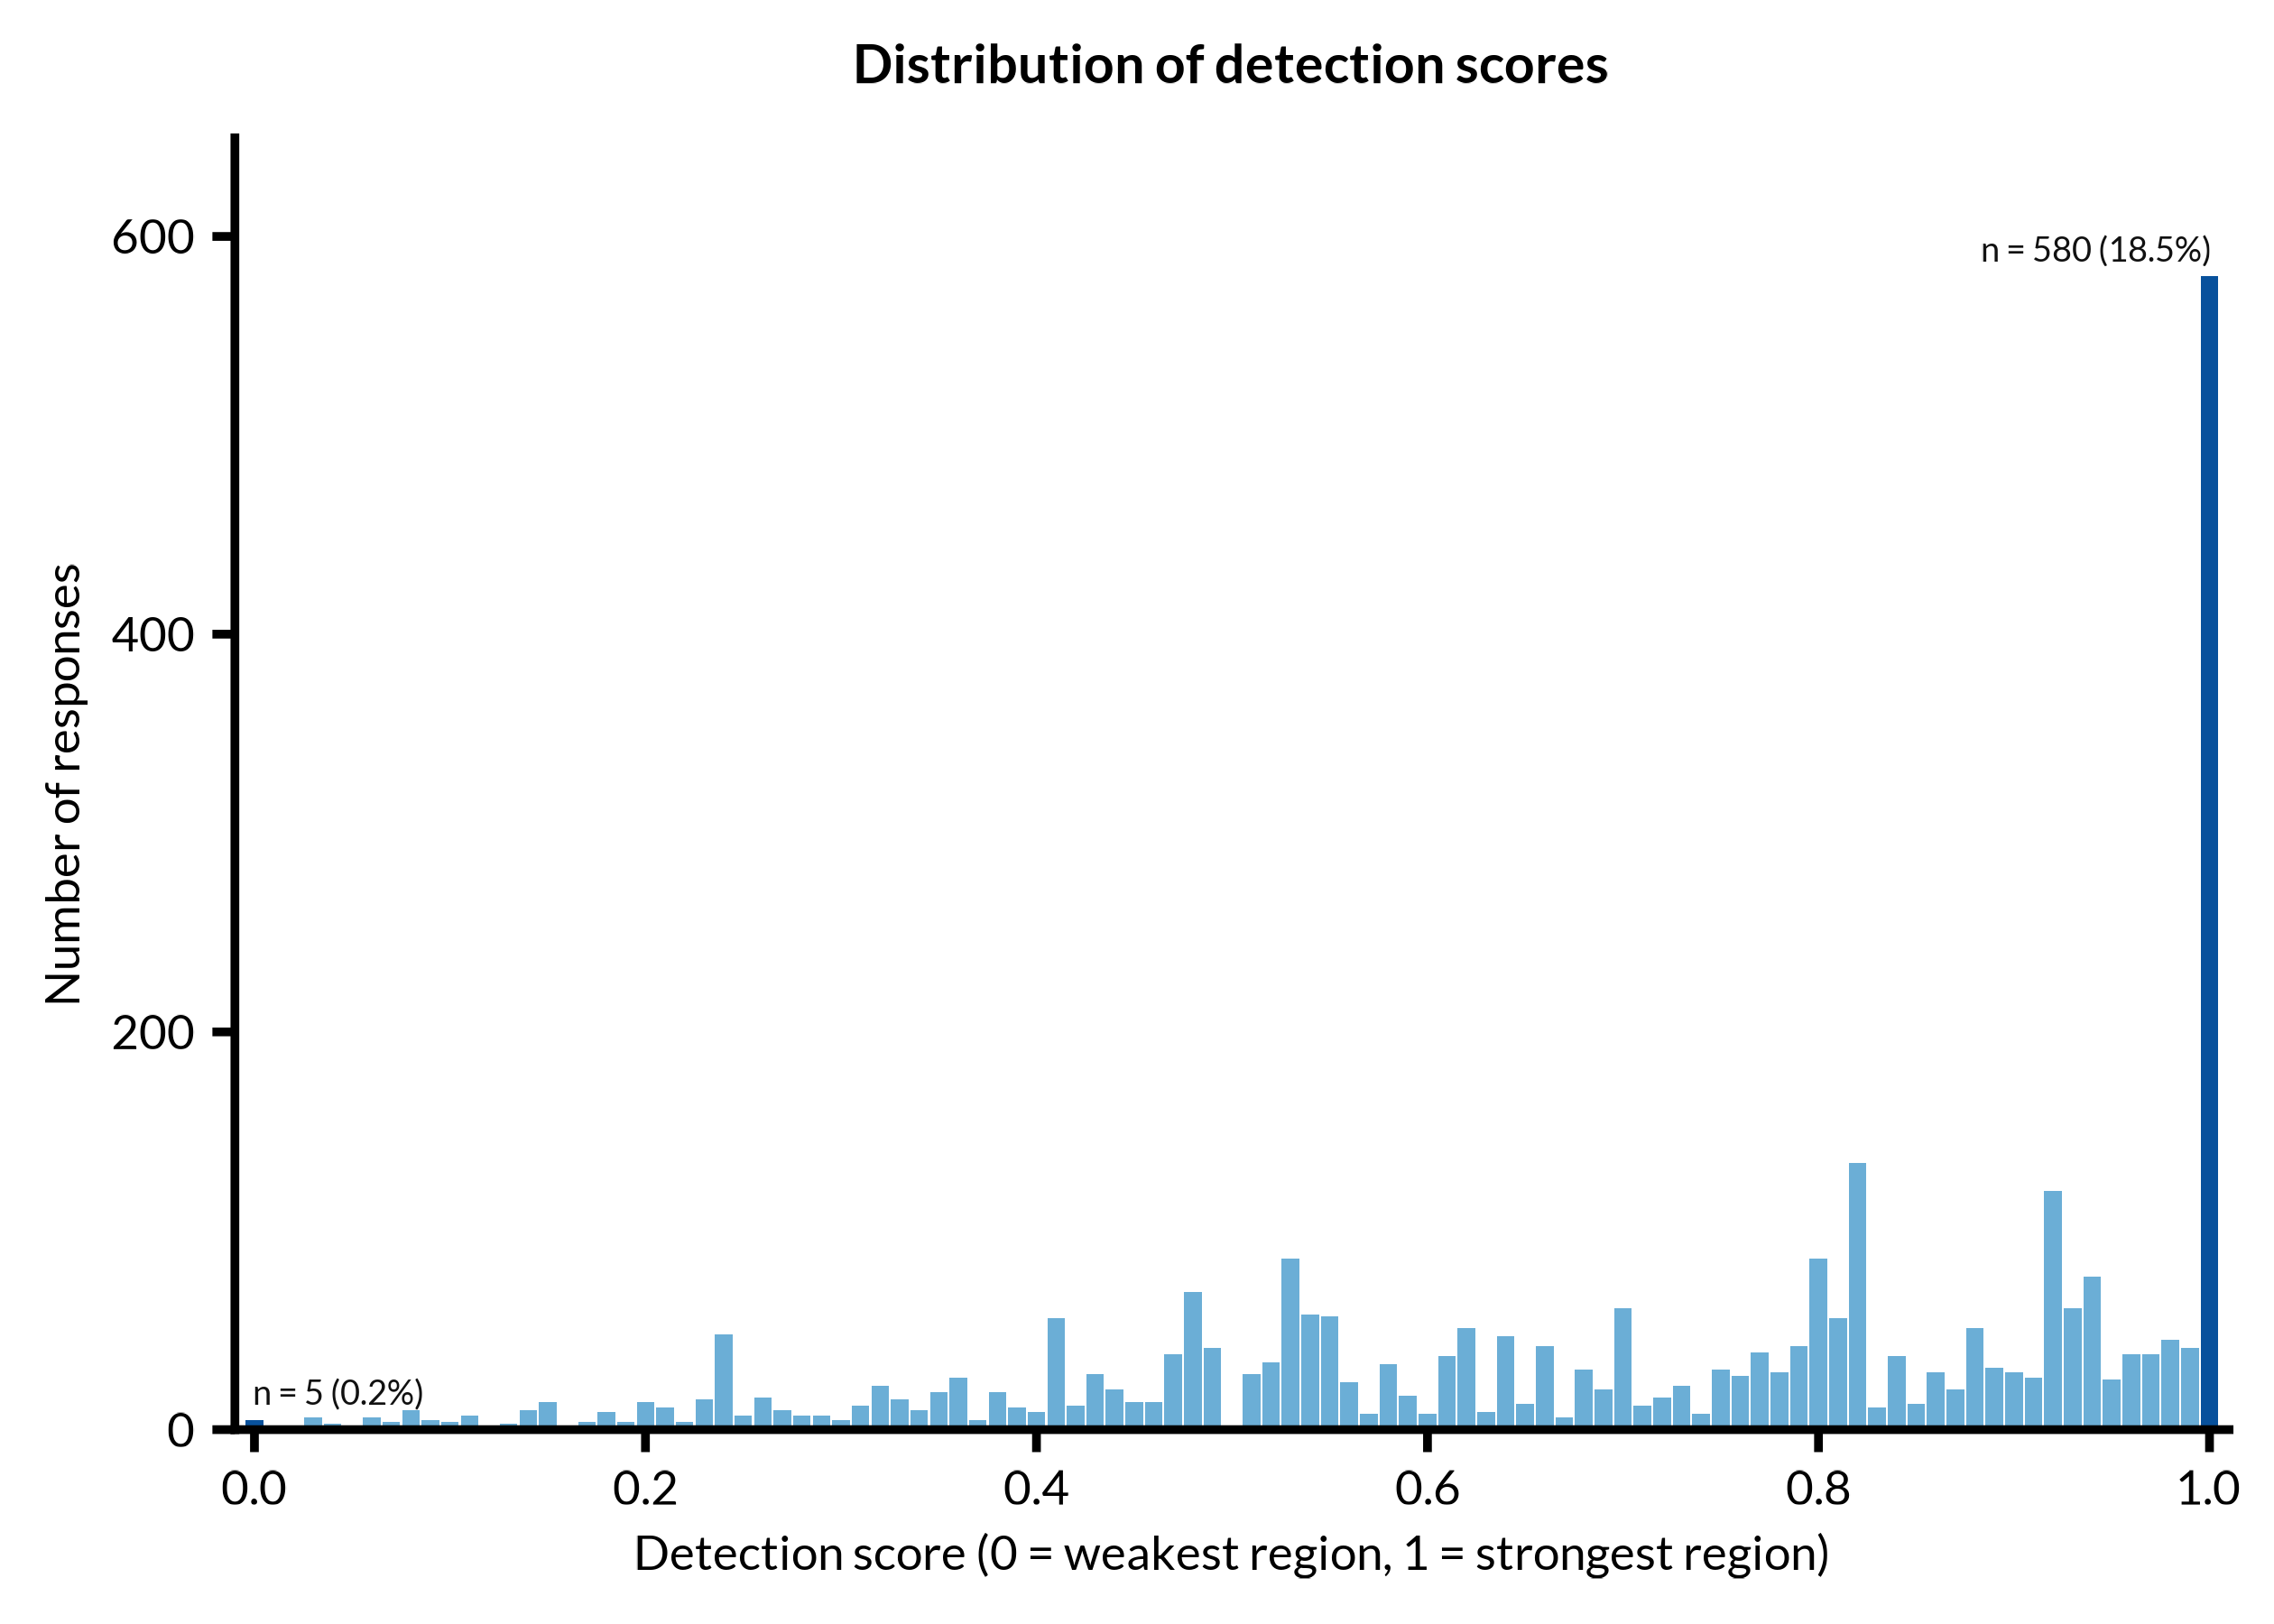 Distribution of detection scores
600
400
200
0
Number of responses
n = 580 (18.5%)
n = 5 (0.2%)
0.0 0.2 0.4 0.6 0.8 1.0
Detection score (0 = weakest region, 1 = strongest region)